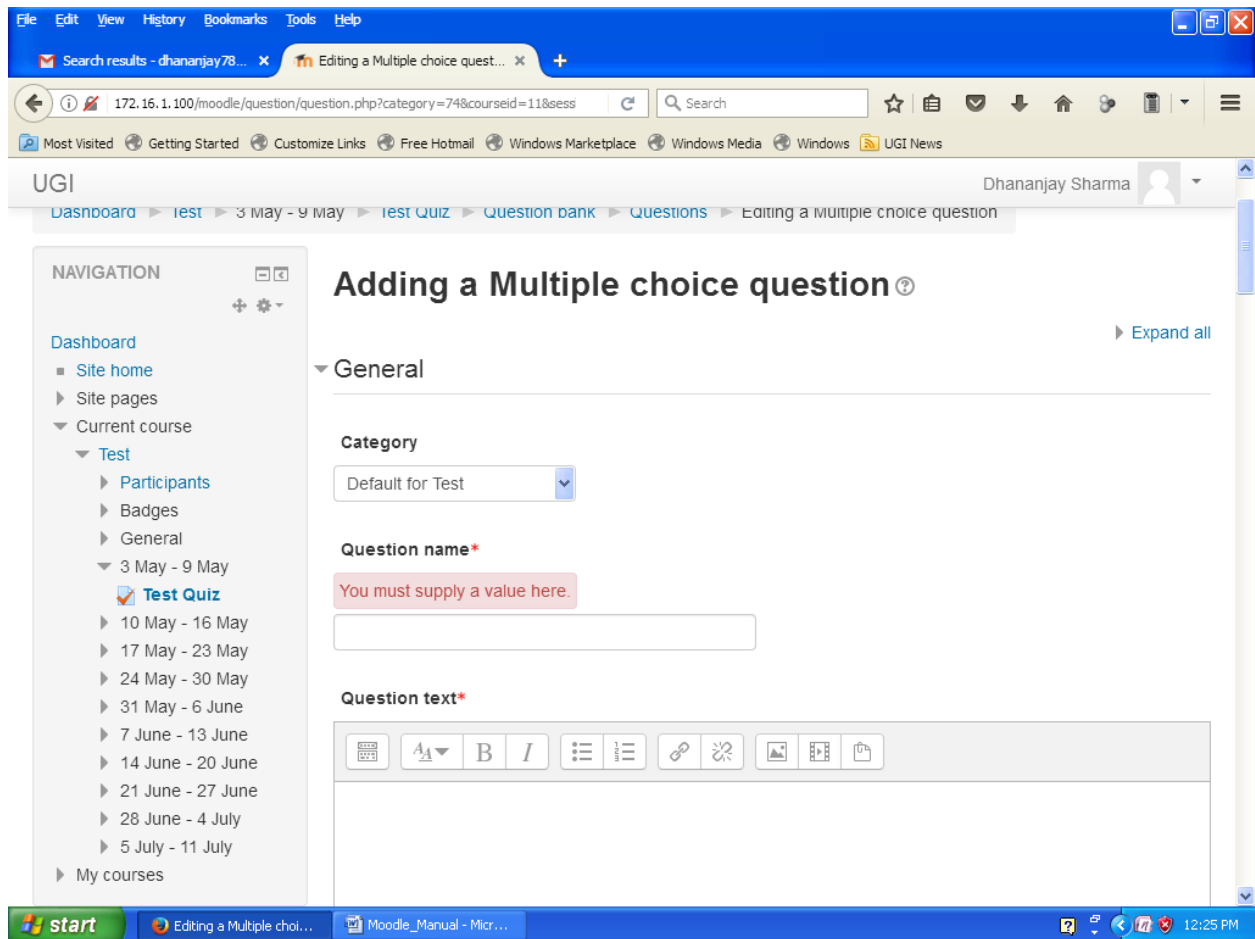 File Edit View History Bookmarks Tools Help
Search results - dhananjay78... Editing a Multiple choice quest...
172.16.1.100/moodle/question/question.php?category=74&courseid=11&sessi Search
Most Visited Getting Started Customize Links Free Hotmail Windows Marketplace Windows Media Windows UGI News
UGI Dhananjay Sharma
Dashboard Test 3 May - 9 May Test Quiz Question bank Questions Editing a Multiple choice question
NAVIGATION
Dashboard
Site home
Site pages
Current course
Test
Participants
Badges
General
3 May - 9 May
Test Quiz
10 May - 16 May
17 May - 23 May
24 May - 30 May
31 May - 6 June
7 June - 13 June
14 June - 20 June
21 June - 27 June
28 June - 4 July
5 July - 11 July
My courses
Adding a Multiple choice question
Expand all
General
Category
Default for Test
Question name*
You must supply a value here.
Question text*
start Editing a Multiple choi... Moodle_Manual - Micr... 12:25 PM